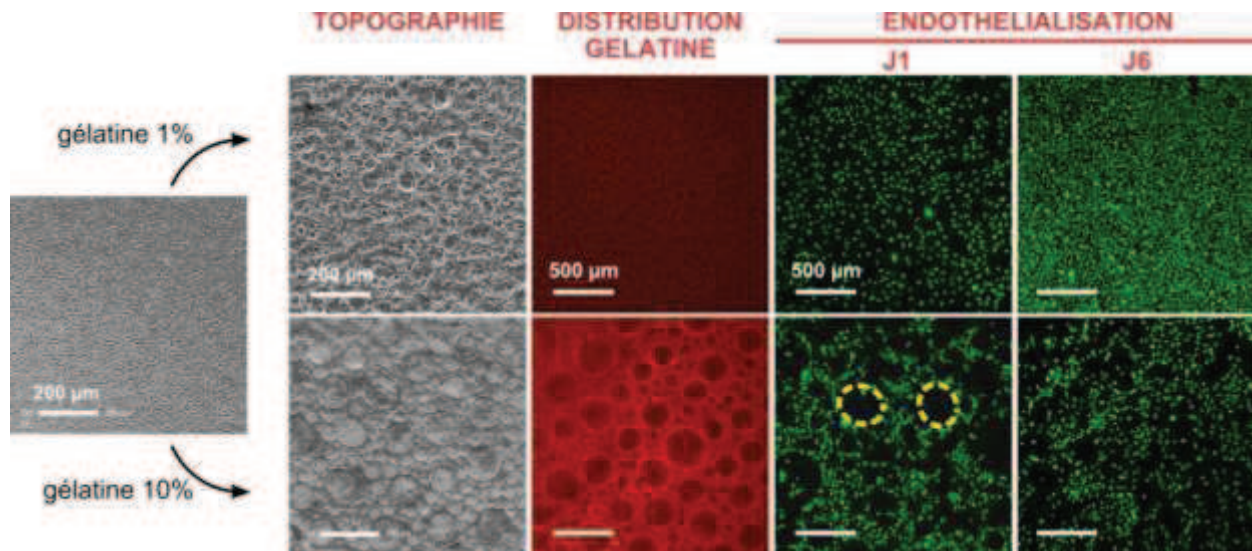 TOPOGRAPHIE
DISTRIBUTION
GELATINE
ENDOTHELIALISATION
J1
J6
gélatine 1%
200 µm
500 µm
500 µm
200 µm
gélatine 10%